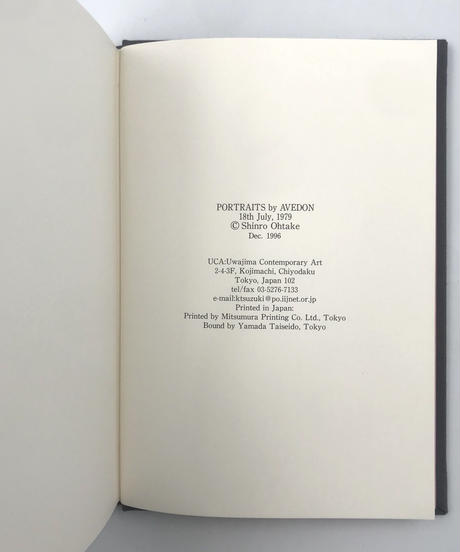 PORTRAITS by AVEDON
18th July, 1979
© Shinro Ohtake
Dec. 1996
UCA:Uwajima Contemporary Art
2-4-3F, Kojimachi, Chiyodaku
Tokyo, Japan 102
tel/fax 03-5276-7133
e-mail:ktsuzuki@po.iijnet.or.jp
Printed in Japan:
Printed by Mitsumura Printing Co. Ltd., Tokyo
Bound by Yamada Taiseido, Tokyo